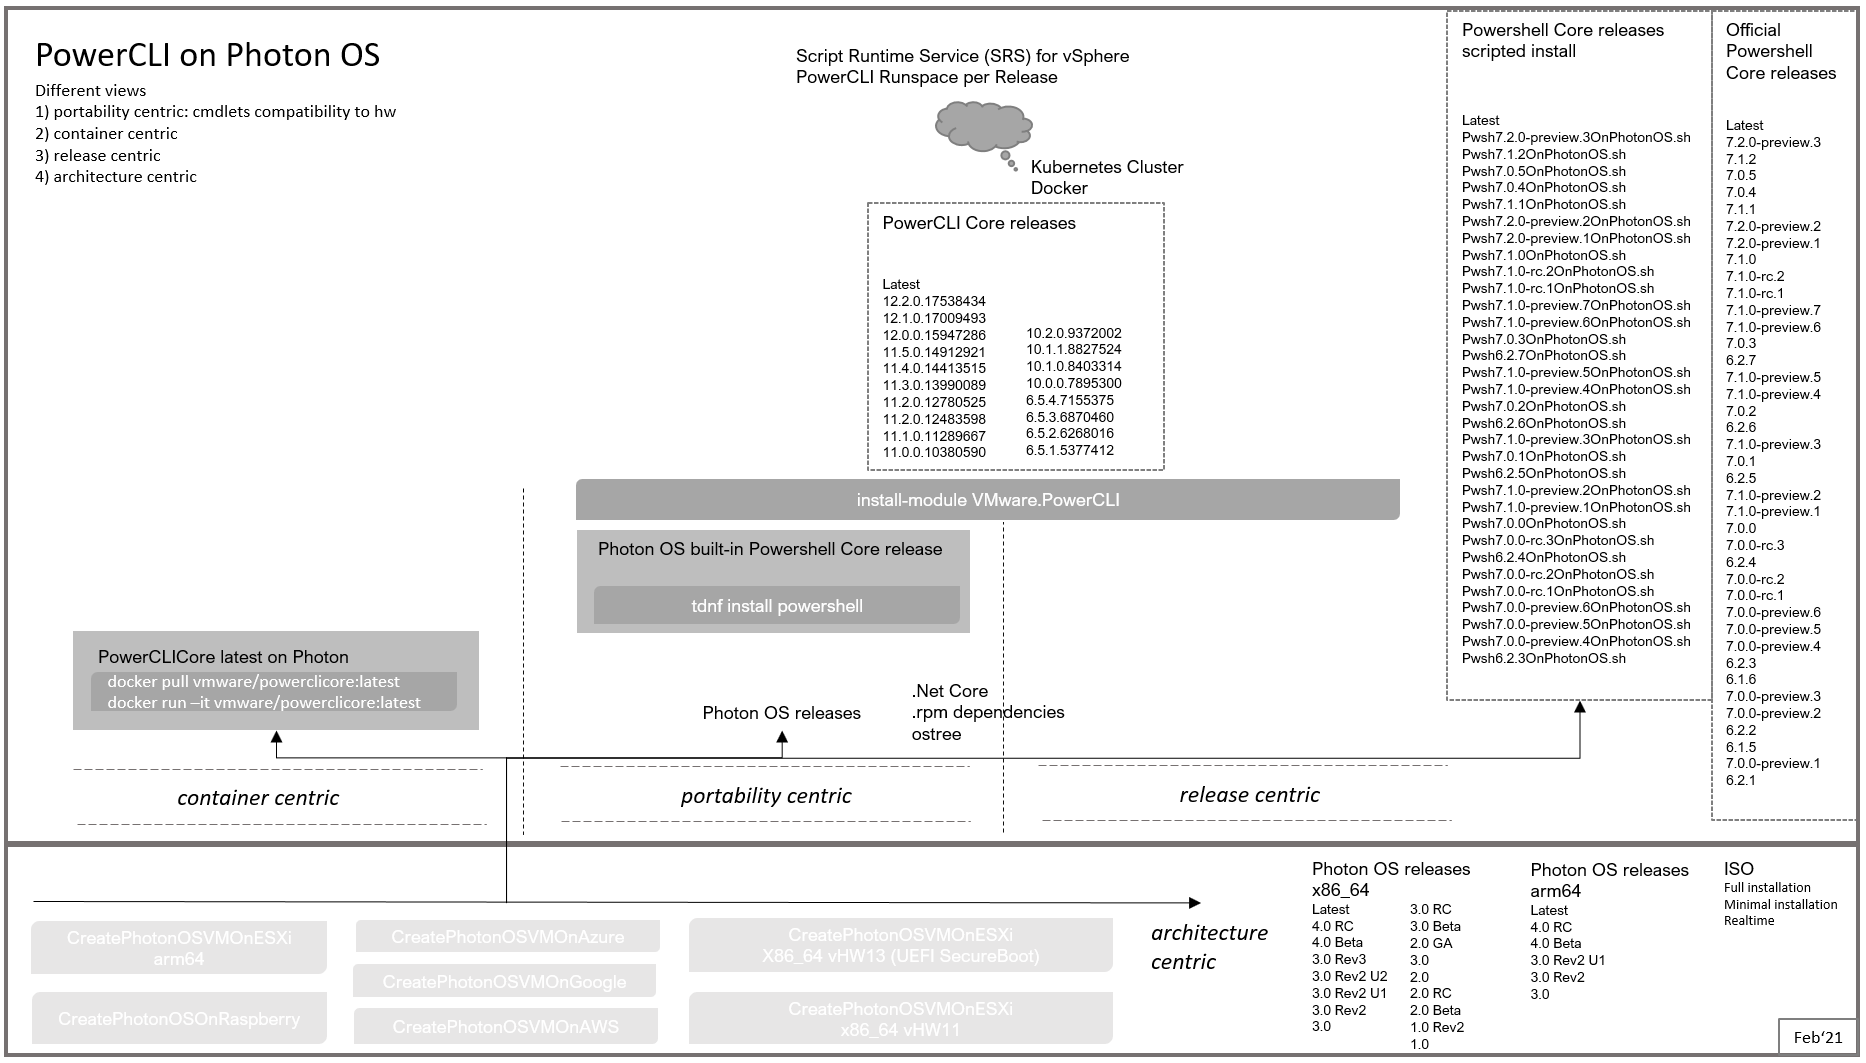 PowerCLI on Photon OS
Different views
1) portability centric: cmdlets compatibility to hw
2) container centric
3) release centric
4) architecture centric
Script Runtime Service (SRS) for vSphere
PowerCLI Runspace per Release
Kubernetes Cluster
Docker
PowerCLI Core releases
Latest
12.2.0.17538434
12.1.0.17009493
12.0.0.15947286
11.5.0.14912921
11.4.0.14413515
11.3.0.13990089
11.2.0.12780525
11.2.0.12483598
11.1.0.11289667
11.0.0.10380590
10.2.0.9372002
10.1.1.8827524
10.1.0.8403314
10.0.0.7895300
6.5.4.7155375
6.5.3.6870460
6.5.2.6268016
6.5.1.5377412
install-module VMware.PowerCLI
Photon OS built-in Powershell Core release
tdnf install powershell
PowerCLICore latest on Photon
docker pull vmware/powerclicore:latest
docker run –it vmware/powerclicore:latest
Photon OS releases
.Net Core
.rpm dependencies
ostree
container centric
portability centric
release centric
Powershell Core releases
scripted install
Latest
Pwsh7.2.0-preview.3OnPhotonOS.sh
Pwsh7.1.2OnPhotonOS.sh
Pwsh7.0.5OnPhotonOS.sh
Pwsh7.0.4OnPhotonOS.sh
Pwsh7.1.1OnPhotonOS.sh
Pwsh7.2.0-preview.2OnPhotonOS.sh
Pwsh7.2.0-preview.1OnPhotonOS.sh
Pwsh7.1.0OnPhotonOS.sh
Pwsh7.1.0-rc.2OnPhotonOS.sh
Pwsh7.1.0-rc.1OnPhotonOS.sh
Pwsh7.1.0-preview.7OnPhotonOS.sh
Pwsh7.1.0-preview.6OnPhotonOS.sh
Pwsh7.0.3OnPhotonOS.sh
Pwsh6.2.7OnPhotonOS.sh
Pwsh7.1.0-preview.5OnPhotonOS.sh
Pwsh7.1.0-preview.4OnPhotonOS.sh
Pwsh7.0.2OnPhotonOS.sh
Pwsh6.2.6OnPhotonOS.sh
Pwsh7.1.0-preview.3OnPhotonOS.sh
Pwsh7.0.1OnPhotonOS.sh
Pwsh6.2.5OnPhotonOS.sh
Pwsh7.1.0-preview.2OnPhotonOS.sh
Pwsh7.1.0-preview.1OnPhotonOS.sh
Pwsh7.0.0OnPhotonOS.sh
Pwsh7.0.0-rc.3OnPhotonOS.sh
Pwsh6.2.4OnPhotonOS.sh
Pwsh7.0.0-rc.2OnPhotonOS.sh
Pwsh7.0.0-rc.1OnPhotonOS.sh
Pwsh7.0.0-preview.6OnPhotonOS.sh
Pwsh7.0.0-preview.5OnPhotonOS.sh
Pwsh7.0.0-preview.4OnPhotonOS.sh
Pwsh6.2.3OnPhotonOS.sh
Official
Powershell
Core releases
Latest
7.2.0-preview.3
7.1.2
7.0.5
7.0.4
7.1.1
7.2.0-preview.2
7.2.0-preview.1
7.1.0
7.1.0-rc.2
7.1.0-rc.1
7.1.0-preview.7
7.1.0-preview.6
7.0.3
6.2.7
7.1.0-preview.5
7.1.0-preview.4
7.0.2
6.2.6
7.1.0-preview.3
7.0.1
6.2.5
7.1.0-preview.2
7.1.0-preview.1
7.0.0
7.0.0-rc.3
6.2.4
7.0.0-rc.2
7.0.0-rc.1
7.0.0-preview.6
7.0.0-preview.5
7.0.0-preview.4
6.2.3
6.1.6
7.0.0-preview.3
7.0.0-preview.2
6.2.2
6.1.5
7.0.0-preview.1
6.2.1
CreatePhotonOSVMOnESXi
arm64
CreatePhotonOSOnRaspberry
CreatePhotonOSVMOnAzure
CreatePhotonOSVMOnGoogle
CreatePhotonOSVMOnAWS
CreatePhotonOSVMOnESXi
X86_64 vHW13 (UEFI SecureBoot)
CreatePhotonOSVMOnESXi
x86_64 vHW11
architecture
centric
Photon OS releases
x86_64
Latest
4.0 RC
4.0 Beta
3.0 Rev3
3.0 Rev2 U2
3.0 Rev2 U1
3.0 Rev2
3.0
3.0 RC
3.0 Beta
2.0 GA
3.0
2.0
2.0 RC
2.0 Beta
1.0 Rev2
1.0
Photon OS releases
arm64
Latest
4.0 RC
4.0 Beta
3.0 Rev2 U1
3.0 Rev2
3.0
ISO
Full installation
Minimal installation
Realtime
Feb‘21